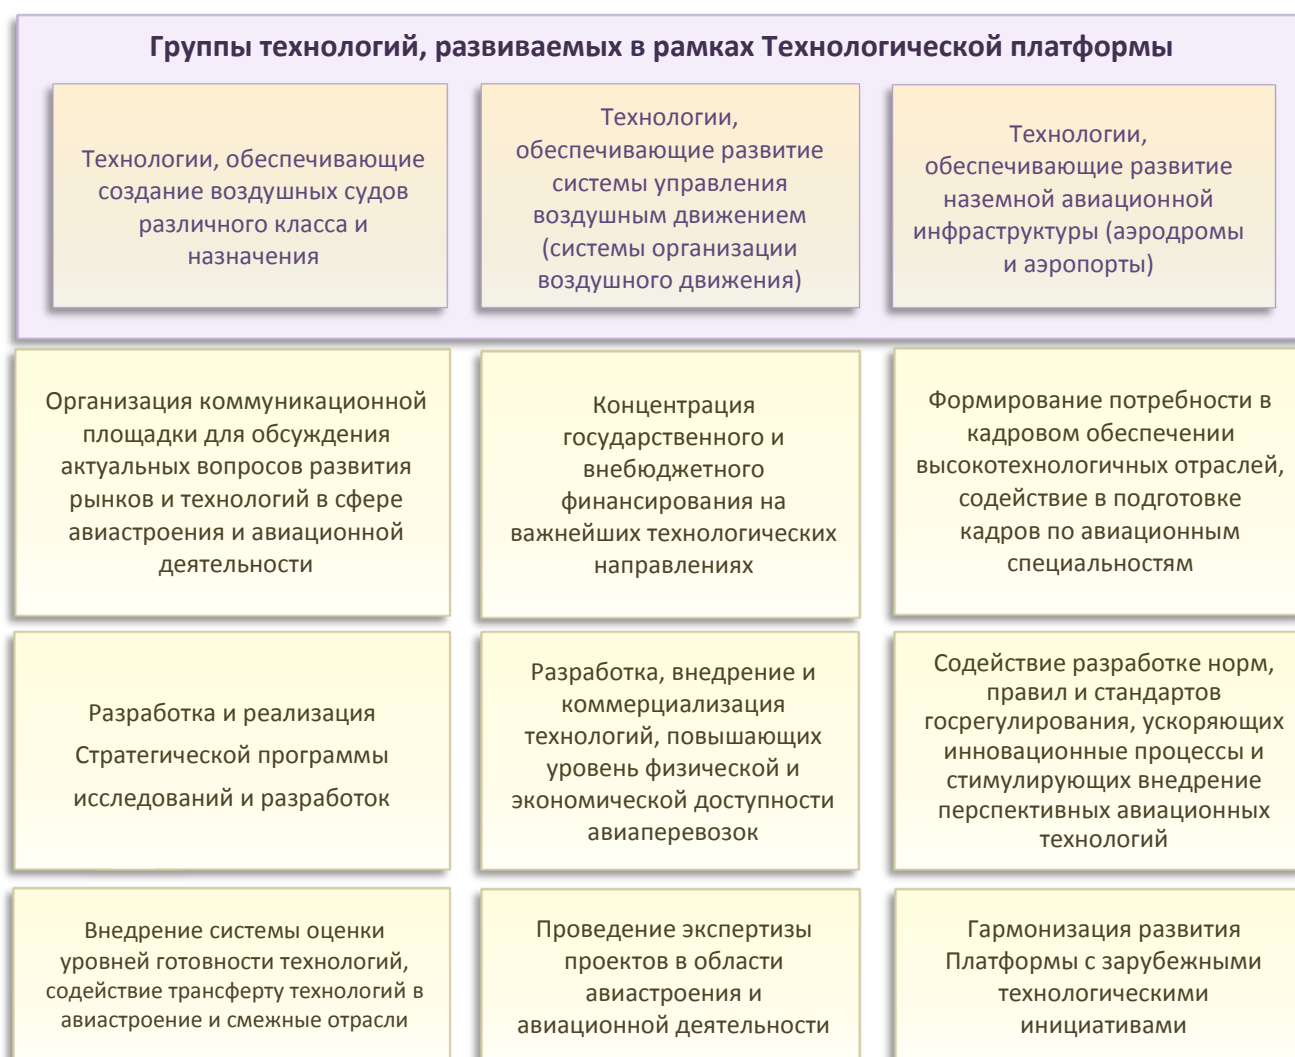 Группы технологий, развиваемых в рамках Технологической платформы
Технологии, обеспечивающие
создание воздушных судов
различного класса и
назначения
Технологии,
обеспечивающие развитие
системы управления
воздушным движением
(системы организации
воздушного движения)
Технологии,
обеспечивающие развитие
наземной авиационной
инфраструктуры (аэродромы
и аэропорты)
Организация коммуникационной
площадки для обсуждения
актуальных вопросов развития
рынков и технологий в сфере
авиастроения и авиационной
деятельности
Концентрация
государственного и
внебюджетного
финансирования на
важнейших технологических
направлениях
Формирование потребности в
кадровом обеспечении
высокотехнологичных отраслей,
содействие в подготовке
кадров по авиационным
специальностям
Разработка и реализация
Стратегической программы
исследований и разработок
Разработка, внедрение и
коммерциализация
технологий, повышающих
уровень физической и
экономической доступности
авиаперевозок
Содействие разработке норм,
правил и стандартов
госрегулирования, ускоряющих
инновационные процессы и
стимулирующих внедрение
перспективных авиационных
технологий
Внедрение системы оценки
уровней готовности технологий,
содействие трансферту технологий в
авиастроение и смежные отрасли
Проведение экспертизы
проектов в области
авиастроения и
авиационной деятельности
Гармонизация развития
Платформы с зарубежными
технологическими
инициативами